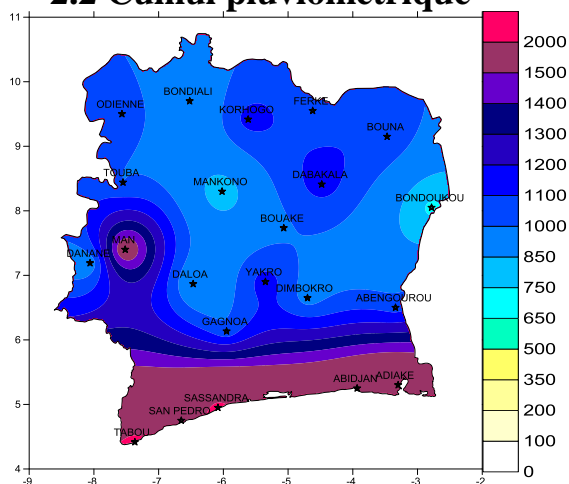 2.2 Cumul pluviométrique
11
10
9
8
7
6
5
4
-9 -8 -7 -6 -5 -4 -3 -2
BONDIALI
ODIENNE
KORHOGO
FERKE
BOUNA
TOUBA
MANKONO
DABAKALA
BONDOUKOU
BOUAKE
MAN
DANANE
DALOA
YAKRO
DIMBOKRO
ABENGOUROU
GAGNOA
ABIDJAN
ADIAKE
SASSANDRA
SAN PEDRO
TABOU
2000
1500
1400
1300
1200
1100
1000
850
750
650
500
350
200
100
0